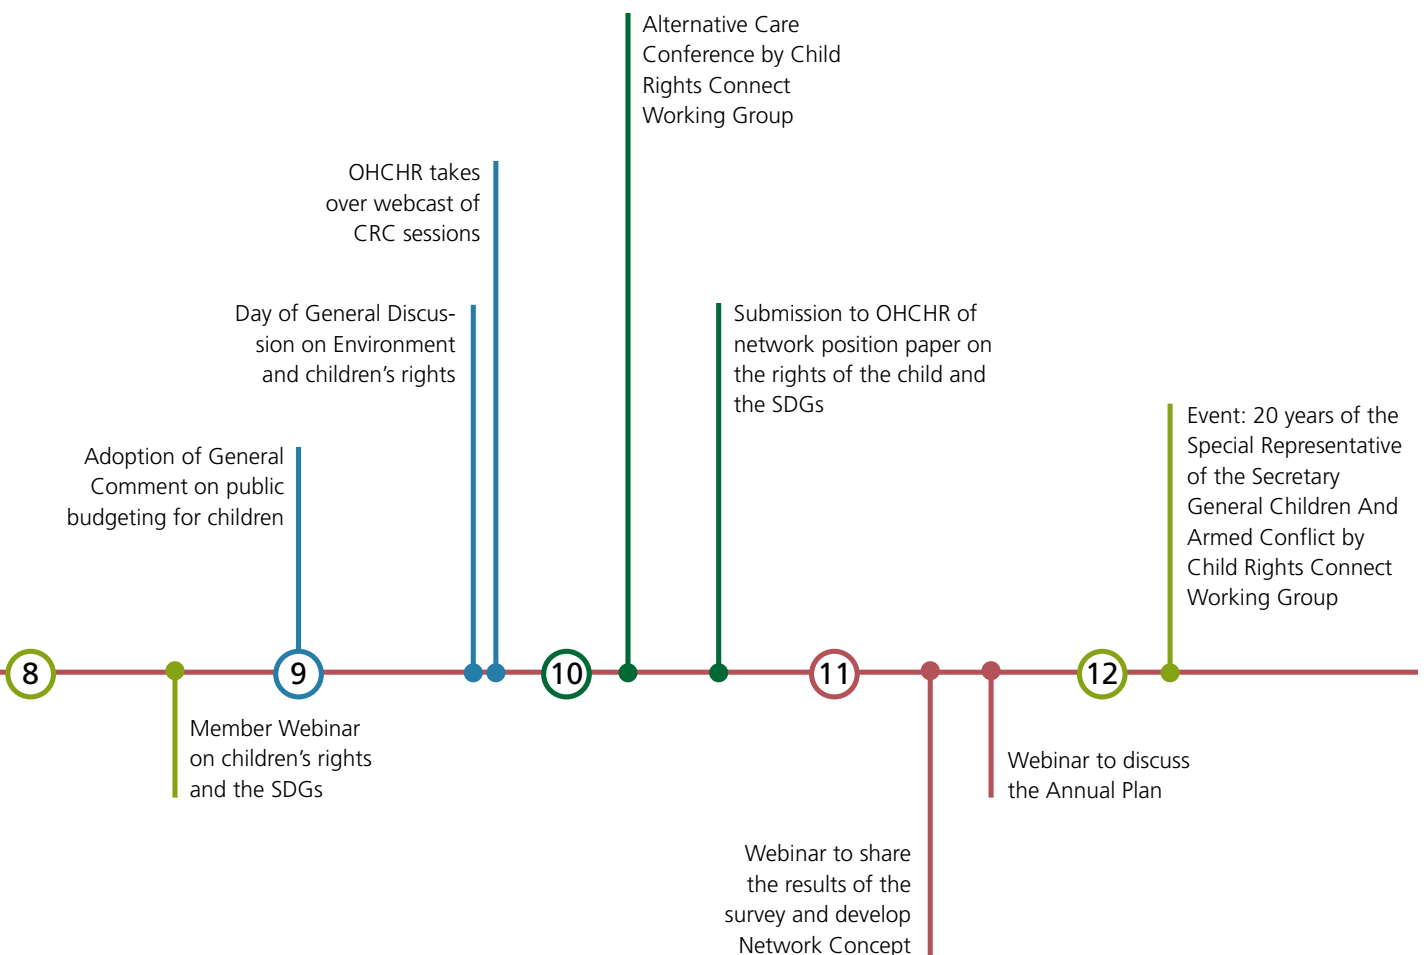 Alternative Care
Conference by Child
Rights Connect
Working Group
OHCHR takes
over webcast of
CRC sessions
Day of General Discus-
sion on Environment
and children’s rights
Submission to OHCHR of
network position paper on
the rights of the child and
the SDGs
Adoption of General
Comment on public
budgeting for children
Event: 20 years of the
Special Representative
of the Secretary
General Children And
Armed Conflict by
Child Rights Connect
Working Group
8
9
10
11
12
Member Webinar
on children’s rights
and the SDGs
Webinar to discuss
the Annual Plan
Webinar to share
the results of the
survey and develop
Network Concept